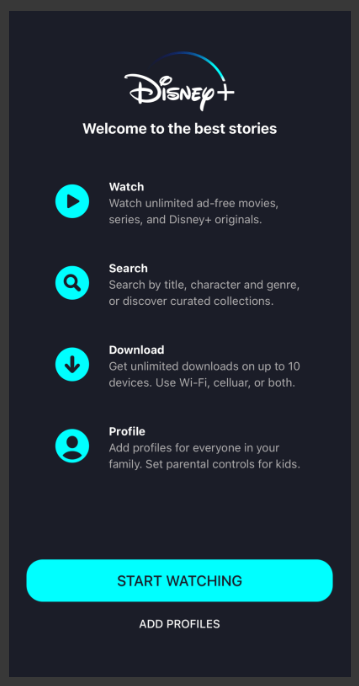 Disney+
Welcome to the best stories
Watch
Watch unlimited ad-free movies,
series, and Disney+ originals.
Search
Search by title, character and genre,
or discover curated collections.
Download
Get unlimited downloads on up to 10
devices. Use Wi-Fi, celluar, or both.
Profile
Add profiles for everyone in your
family. Set parental controls for kids.
START WATCHING
ADD PROFILES